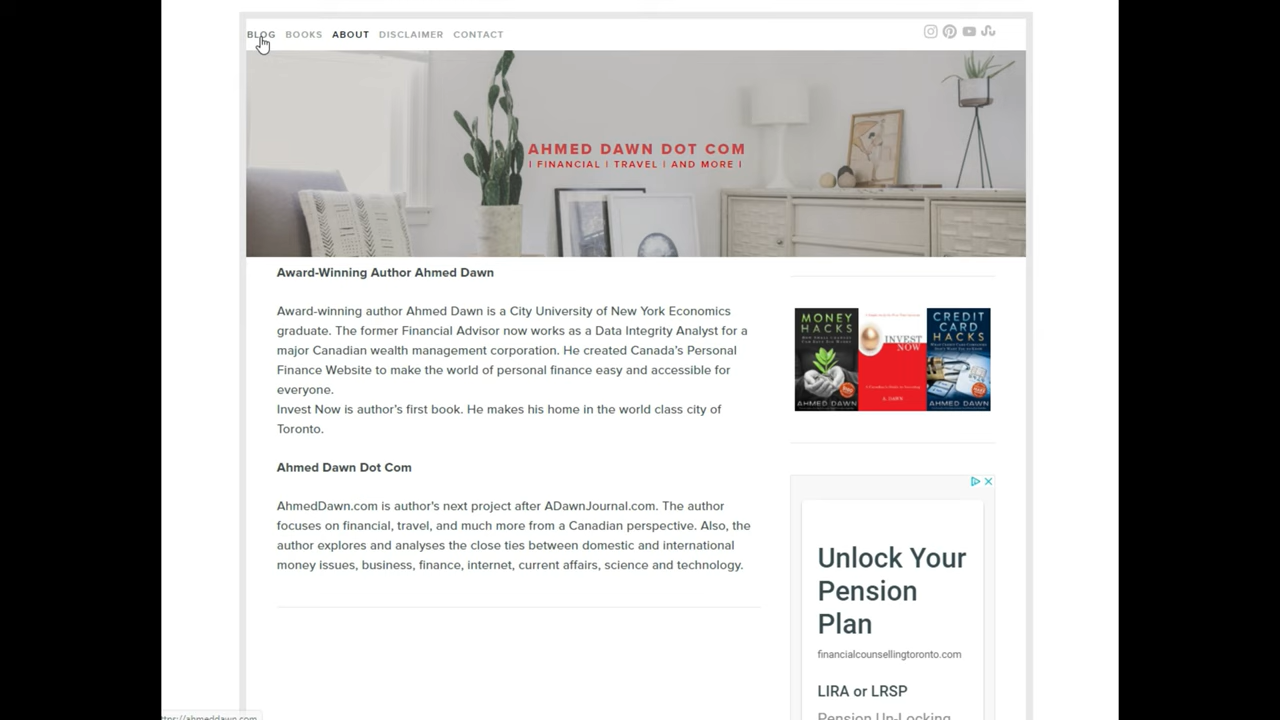 BLOG BOOKS ABOUT DISCLAIMER CONTACT
AHMED DAWN DOT COM
| FINANCIAL | TRAVEL | AND MORE |
Award-Winning Author Ahmed Dawn
Award-winning author Ahmed Dawn is a City University of New York Economics
graduate. The former Financial Advisor now works as a Data Integrity Analyst for a
major Canadian wealth management corporation. He created Canada's Personal
Finance Website to make the world of personal finance easy and accessible for
everyone.
Invest Now is author's first book. He makes his home in the world class city of
Toronto.
Ahmed Dawn Dot Com
AhmedDawn.com is author's next project after ADawnJournal.com. The author
focuses on financial, travel, and much more from a Canadian perspective. Also, the
author explores and analyses the close ties between domestic and international
money issues, business, finance, internet, current affairs, science and technology.
MONEY
HACKS
AHMED DAWN
INVEST
NOW
A. DAWN
CREDIT
CARD
HACKS
AHMED DAWN
Unlock Your
Pension
Plan
financialcounsellingtoronto.com
LIRA or LRSP
Pension Un-Locking
ttps://ahmeddawn.com